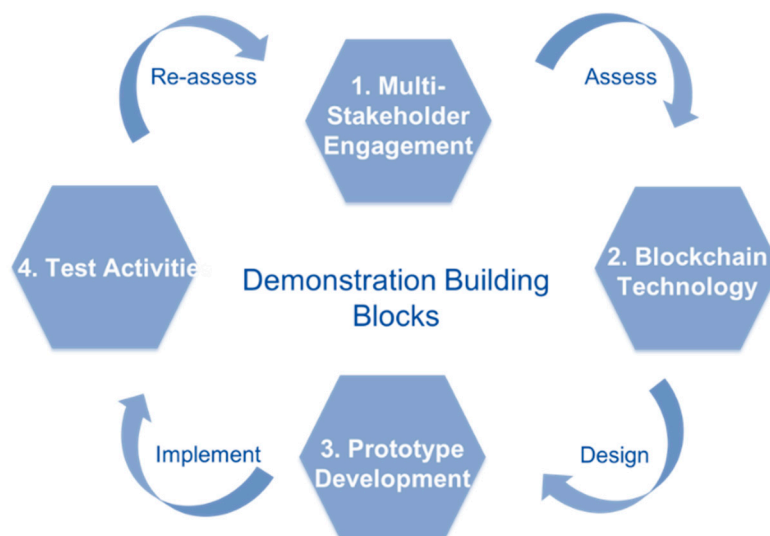 Re-assess
1. Multi-
Stakeholder
Engagement
Assess
4. Test Activities
Demonstration Building
Blocks
2. Blockchain
Technology
Implement
3. Prototype
Development
Design